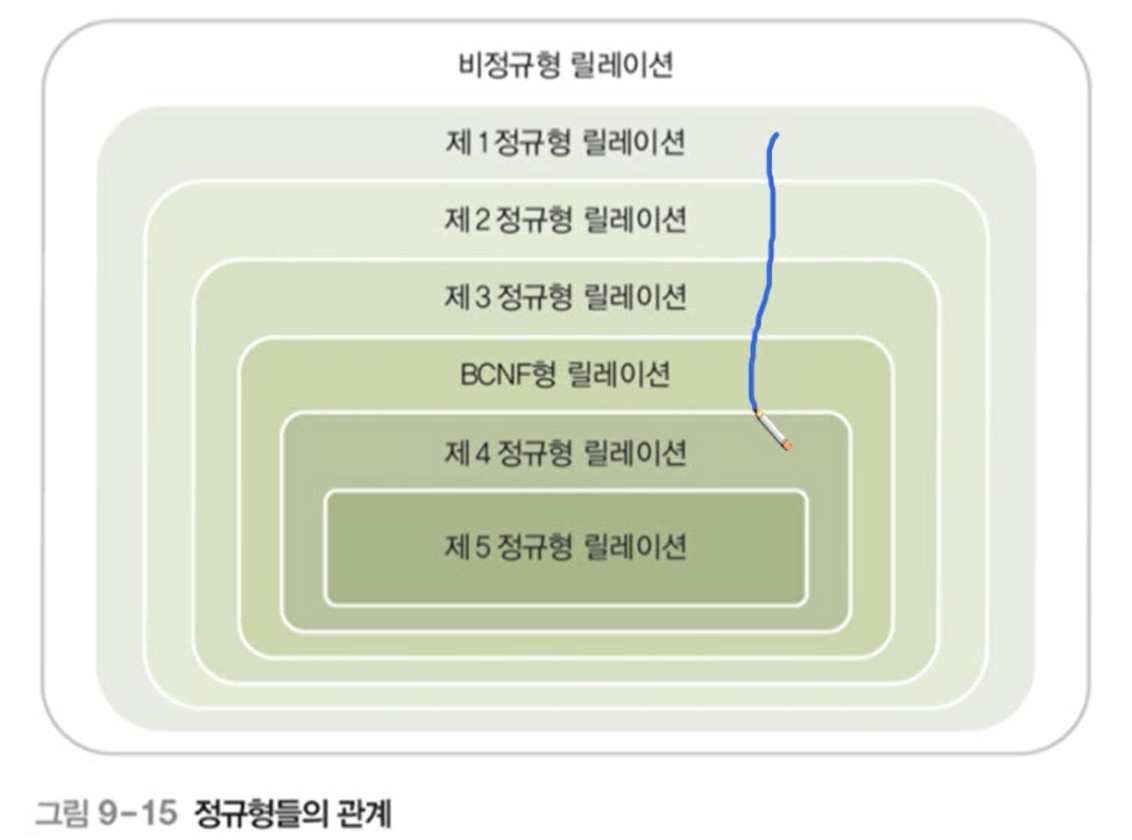 비정규형 릴레이션
제1정규형 릴레이션
제2정규형 릴레이션
제3정규형 릴레이션
BCNF형 릴레이션
제4정규형 릴레이션
제5정규형 릴레이션
그림 9-15 정규형들의 관계